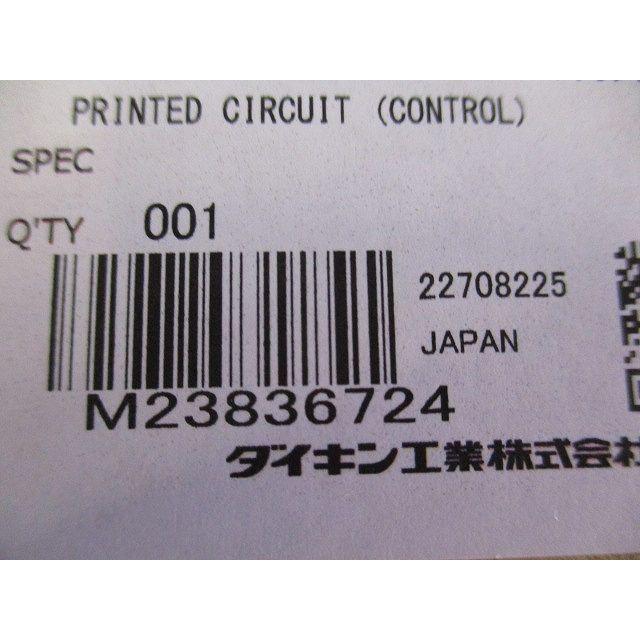 PRINTED CIRCUIT (CONTROL)
SPEC
Q'TY 001
22708225
JAPAN
M23836724
ダイキン工業株式会社